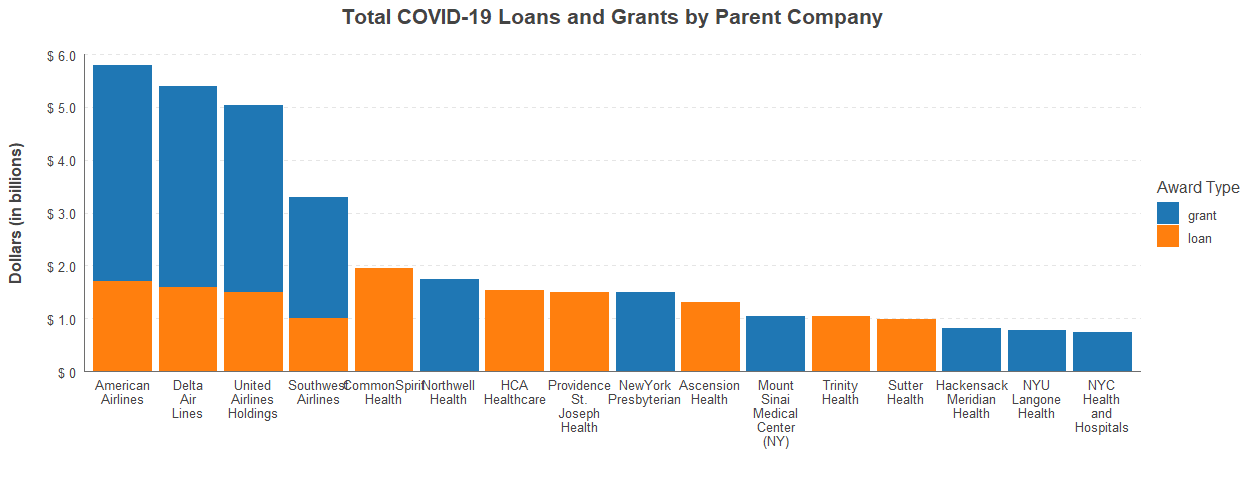 Total COVID-19 Loans and Grants by Parent Company
Dollars (in billions)
$ 6.0
$ 5.0
$ 4.0
$ 3.0
$ 2.0
$ 1.0
$ 0
American
Airlines
Delta
Air
Lines
United
Airlines
Holdings
Southwest
Airlines
CommonSpirit
Health
Northwell
Health
HCA
Healthcare
Providence
St.
Joseph
Health
NewYork
Presbyterian
Ascension
Health
Mount
Sinai
Medical
Center
(NY)
Trinity
Health
Sutter
Health
Hackensack
Meridian
Health
NYU
Langone
Health
NYC
Health
and
Hospitals
Award Type
grant
loan